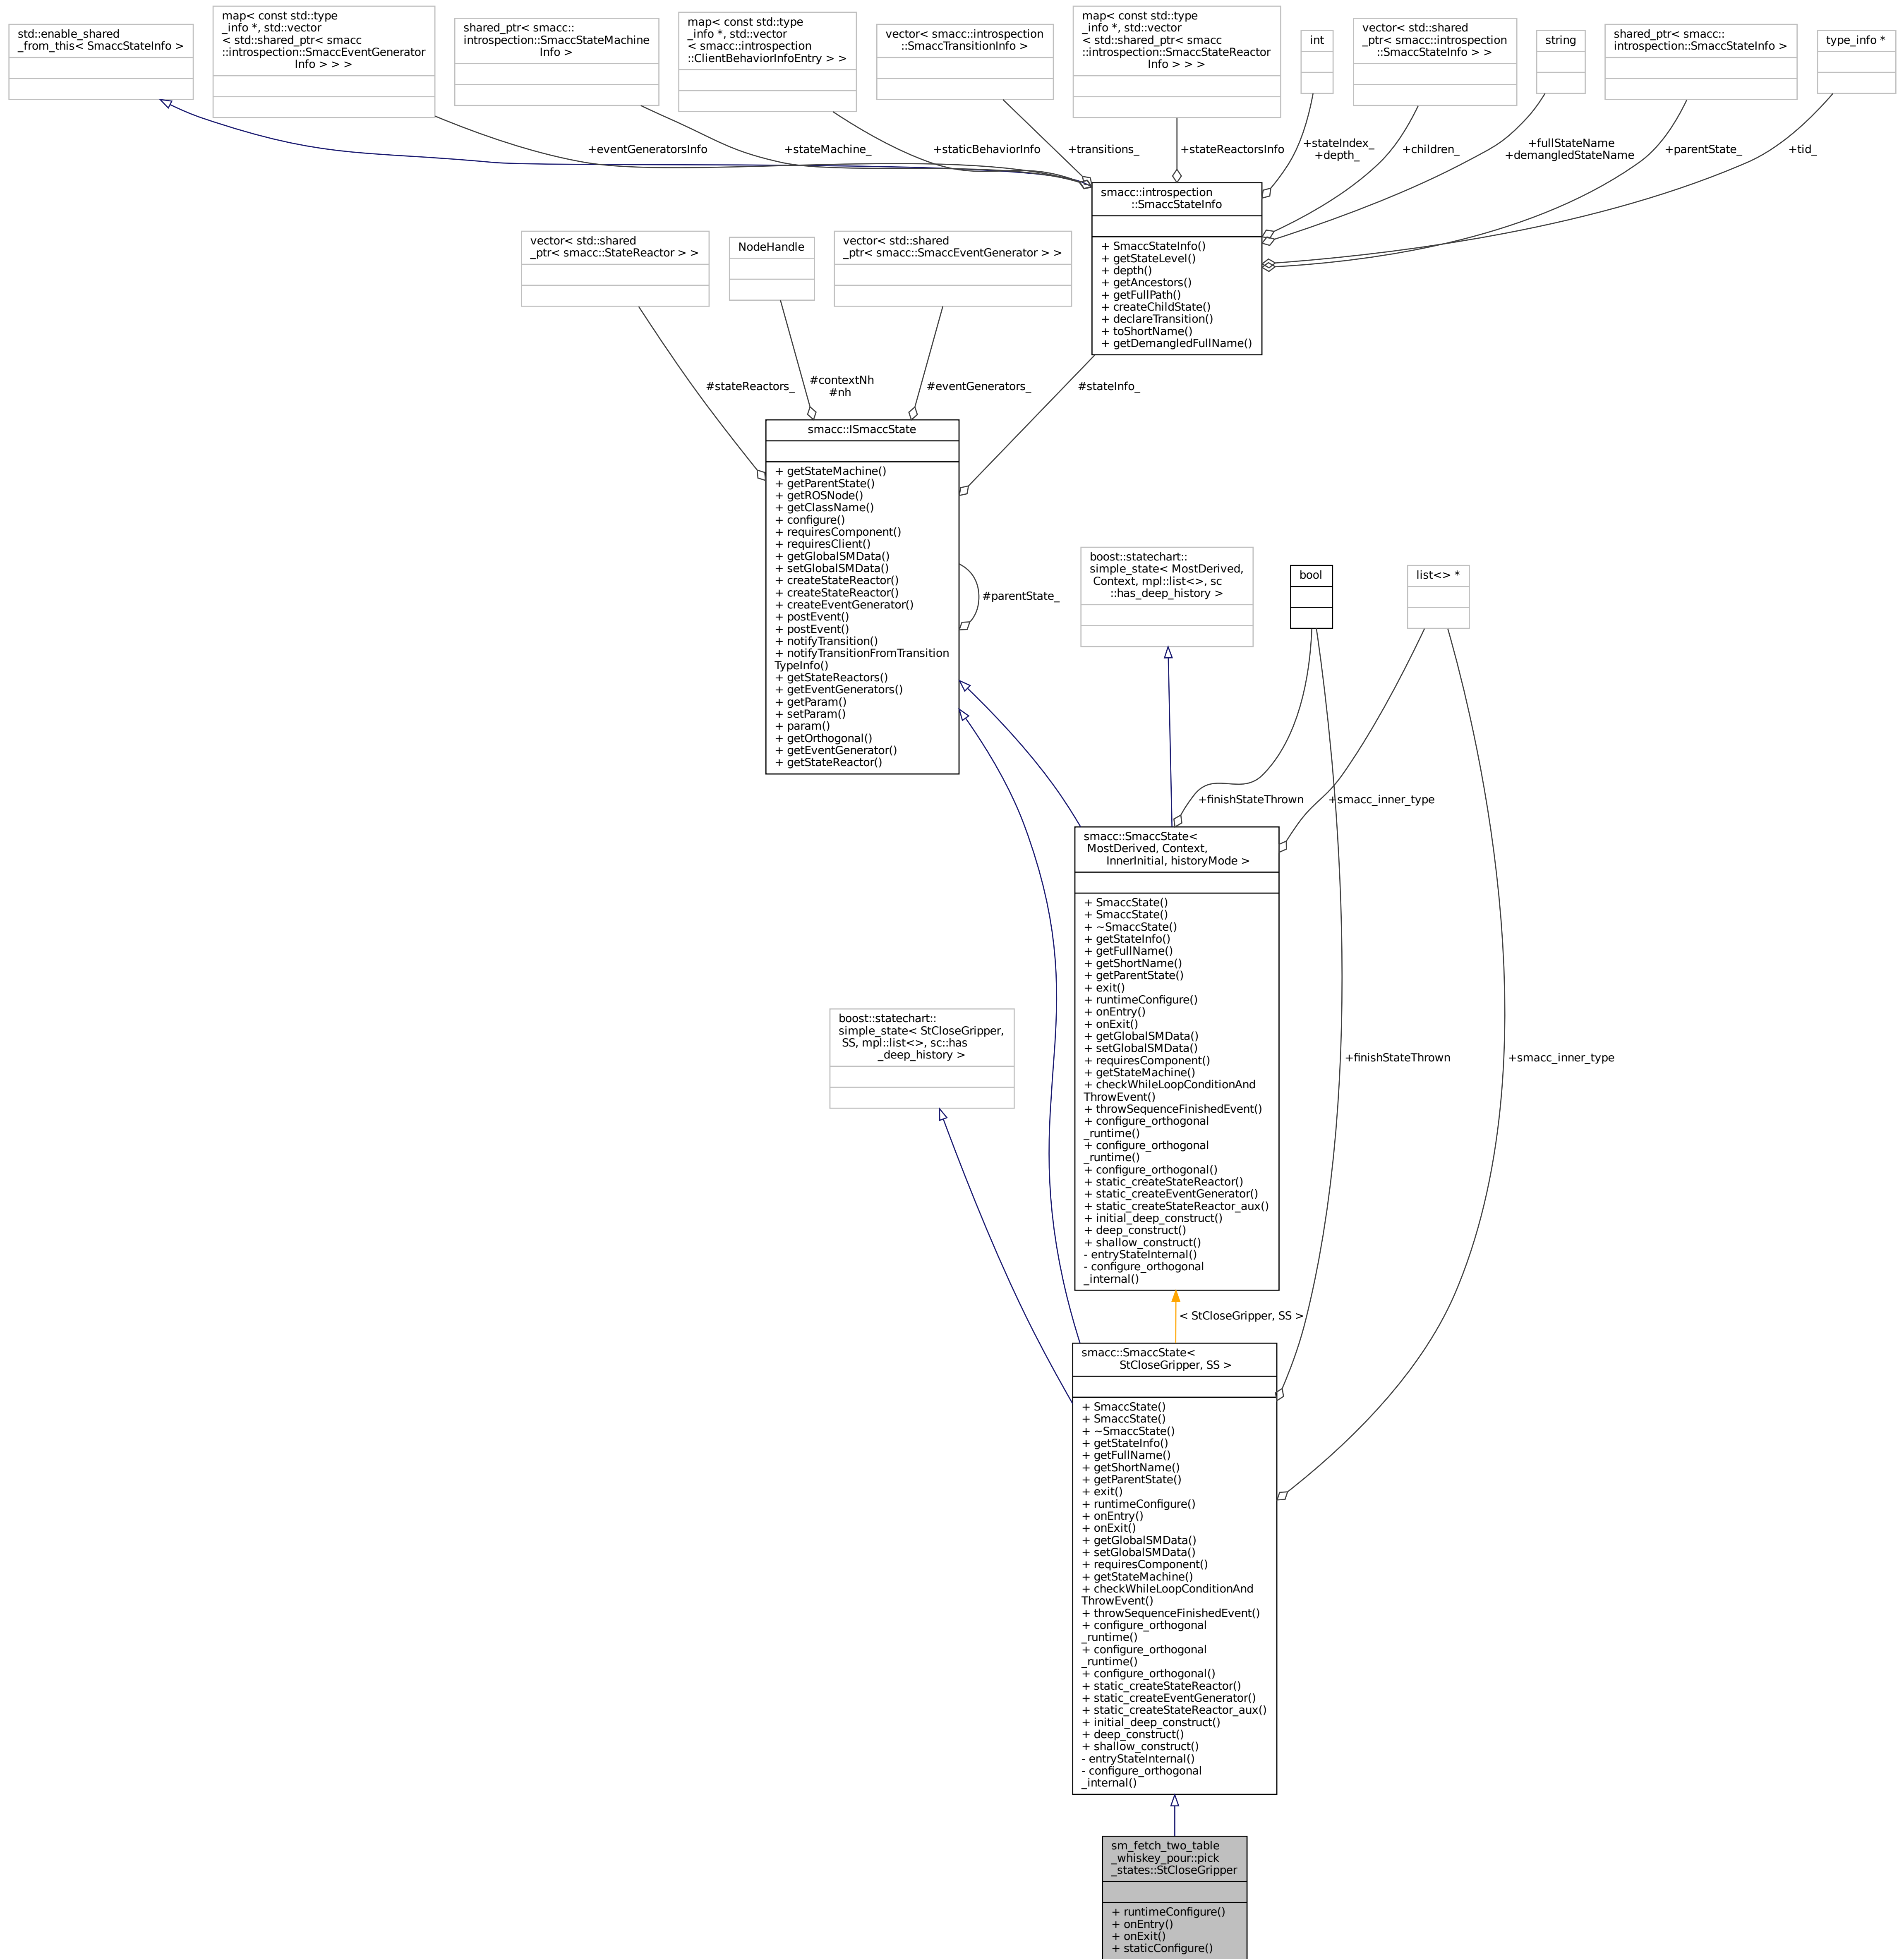 std::enable_shared
_from_this< SmaccStateInfo >
map< const std::type
_info *, std::vector
< std::shared_ptr< smacc
::introspection::SmaccEventGenerator
Info > > >
shared_ptr< smacc::
introspection::SmaccStateMachine
Info >
map< const std::type
_info *, std::vector
< smacc::introspection
::ClientBehaviorInfoEntry > >
vector< smacc::introspection
::SmaccTransitionInfo >
map< const std::type
_info *, std::vector
< std::shared_ptr< smacc
::introspection::SmaccStateReactor
Info > > >
int
vector< std::shared
_ptr< smacc::introspection
::SmaccStateInfo > >
string
shared_ptr< smacc::
introspection::SmaccStateInfo >
type_info *
+eventGeneratorsInfo
+stateMachine_
+staticBehaviorInfo
+transitions_
+stateReactorsInfo
+stateIndex_
+depth_
+children_
+fullStateName
+demangledStateName
+parentState_
+tid_
smacc::introspection
::SmaccStateInfo
+ SmaccStateInfo()
+ getStateLevel()
+ depth()
+ getAncestors()
+ getFullPath()
+ createChildState()
+ declareTransition()
+ toShortName()
+ getDemangledFullName()
vector< std::shared
_ptr< smacc::StateReactor > >
NodeHandle
vector< std::shared
_ptr< smacc::SmaccEventGenerator > >
#stateReactors_
#contextNh
#nh
#eventGenerators_
#stateInfo_
smacc::ISmaccState
+ getStateMachine()
+ getParentState()
+ getROSNode()
+ getClassName()
+ configure()
+ requiresComponent()
+ requiresClient()
+ getGlobalSMData()
+ setGlobalSMData()
+ createStateReactor()
+ createStateReactor()
+ createEventGenerator()
+ postEvent()
+ postEvent()
+ notifyTransition()
+ notifyTransitionFromTransition
TypeInfo()
+ getStateReactors()
+ getEventGenerators()
+ getParam()
+ setParam()
+ param()
+ getOrthogonal()
+ getEventGenerator()
+ getStateReactor()
#parentState_
boost::statechart::
simple_state< MostDerived,
Context, mpl::list<>, sc
::has_deep_history >
bool
list<> *
+finishStateThrown
+smacc_inner_type
smacc::SmaccState<
MostDerived, Context,
InnerInitial, historyMode >
+ SmaccState()
+ SmaccState()
+ ~SmaccState()
+ getStateInfo()
+ getFullName()
+ getShortName()
+ getParentState()
+ exit()
+ runtimeConfigure()
+ onEntry()
+ onExit()
+ getGlobalSMData()
+ setGlobalSMData()
+ requiresComponent()
+ getStateMachine()
+ checkWhileLoopConditionAnd
ThrowEvent()
+ throwSequenceFinishedEvent()
+ configure_orthogonal
_runtime()
+ configure_orthogonal
_runtime()
+ configure_orthogonal()
+ static_createStateReactor()
+ static_createEventGenerator()
+ static_createStateReactor_aux()
+ initial_deep_construct()
+ deep_construct()
+ shallow_construct()
- entryStateInternal()
- configure_orthogonal
_internal()
boost::statechart::
simple_state< StCloseGripper,
SS, mpl::list<>, sc::has
_deep_history >
+finishStateThrown
+smacc_inner_type
< StCloseGripper, SS >
smacc::SmaccState<
StCloseGripper, SS >
+ SmaccState()
+ SmaccState()
+ ~SmaccState()
+ getStateInfo()
+ getFullName()
+ getShortName()
+ getParentState()
+ exit()
+ runtimeConfigure()
+ onEntry()
+ onExit()
+ getGlobalSMData()
+ setGlobalSMData()
+ requiresComponent()
+ getStateMachine()
+ checkWhileLoopConditionAnd
ThrowEvent()
+ throwSequenceFinishedEvent()
+ configure_orthogonal
_runtime()
+ configure_orthogonal
_runtime()
+ configure_orthogonal()
+ static_createStateReactor()
+ static_createEventGenerator()
+ static_createStateReactor_aux()
+ initial_deep_construct()
+ deep_construct()
+ shallow_construct()
- entryStateInternal()
- configure_orthogonal
_internal()
sm_fetch_two_table
_whiskey_pour::pick
_states::StCloseGripper
+ runtimeConfigure()
+ onEntry()
+ onExit()
+ staticConfigure()